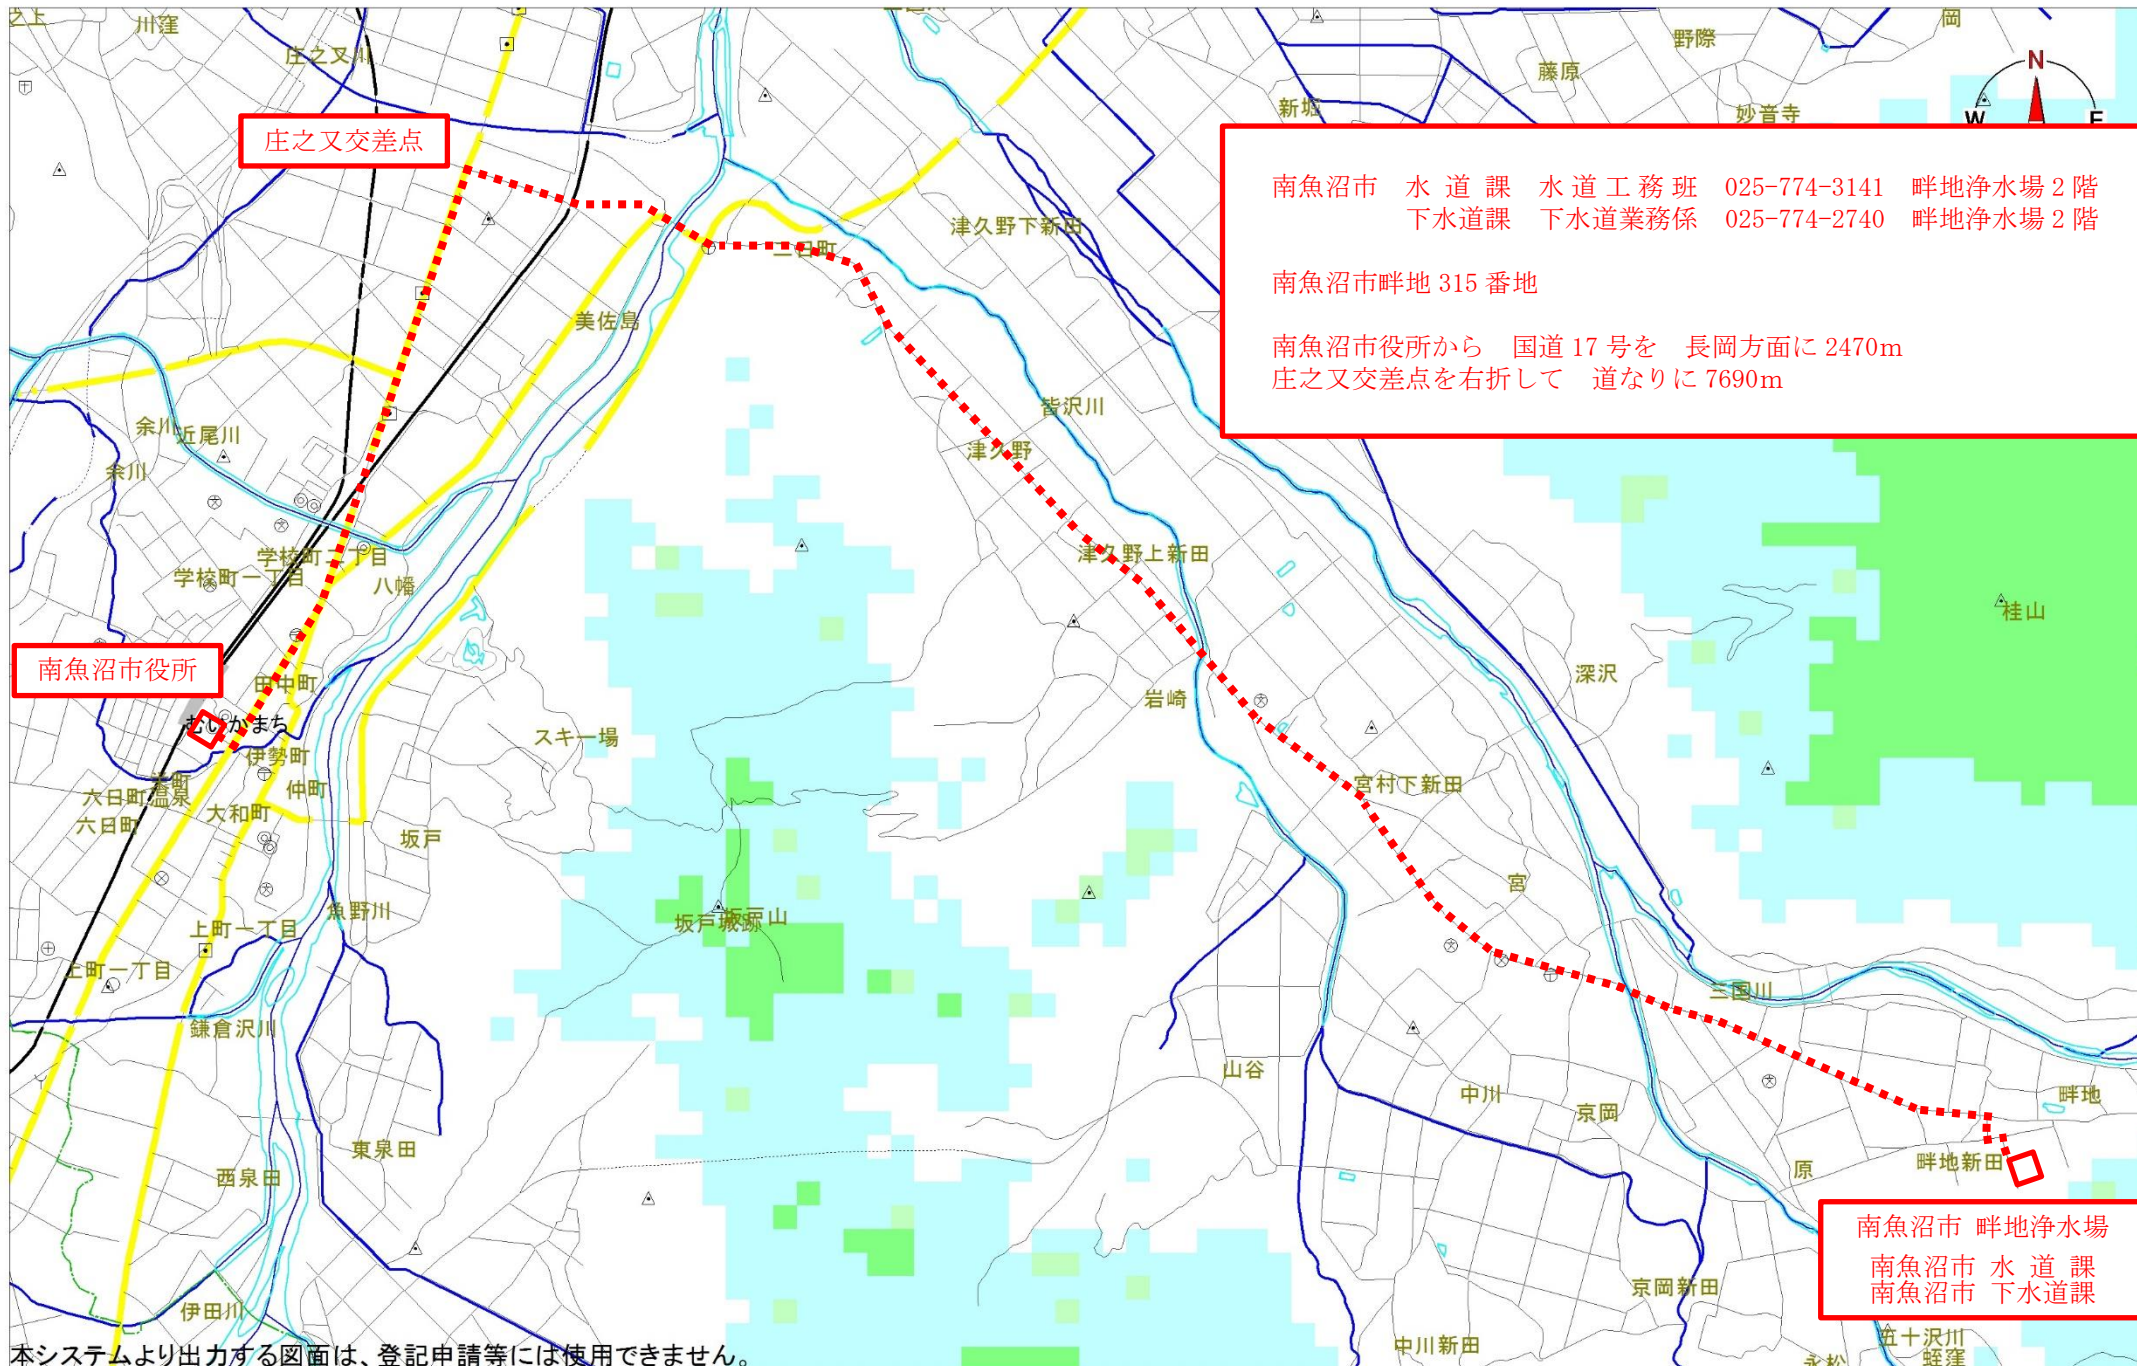 之上
川窪
庄之又川
岡
野際
藤原
新堀
妙音寺
N
W
E
庄之又交差点
南魚沼市 水 道 課 水 道 工 務 班 025-774-3141 畔地浄水場 2 階
下水道課 下水道業務係 025-774-2740 畔地浄水場 2 階
南魚沼市畔地 315 番地
南魚沼市役所から 国道 17 号を 長岡方面に 2470m
庄之又交差点を右折して 道なりに 7690m
津久野下新田
二日町
美佐島
皆沢川
津久野
余川
近尾川
余川
学校町二丁目
学校町一丁目
八幡
津久野上新田
桂山
深沢
南魚沼市役所
田中町
岩崎
むいかまち
スキー場
伊勢町
宮村下新田
仲町
六日町温泉
大和町
六日町
坂戸
宮
魚野川
坂戸城跡
坂戸山
上町一丁目
上町一丁目
三国川
鎌倉沢川
山谷
中川
京岡
畔地
東泉田
西泉田
原
畔地新田
南魚沼市 畔地浄水場
南魚沼市 水 道 課
南魚沼市 下水道課
京岡新田
伊田川
中川新田
五十沢川
永松
蛭窪
本システムより出力する図面は、登記申請等には使用できません。